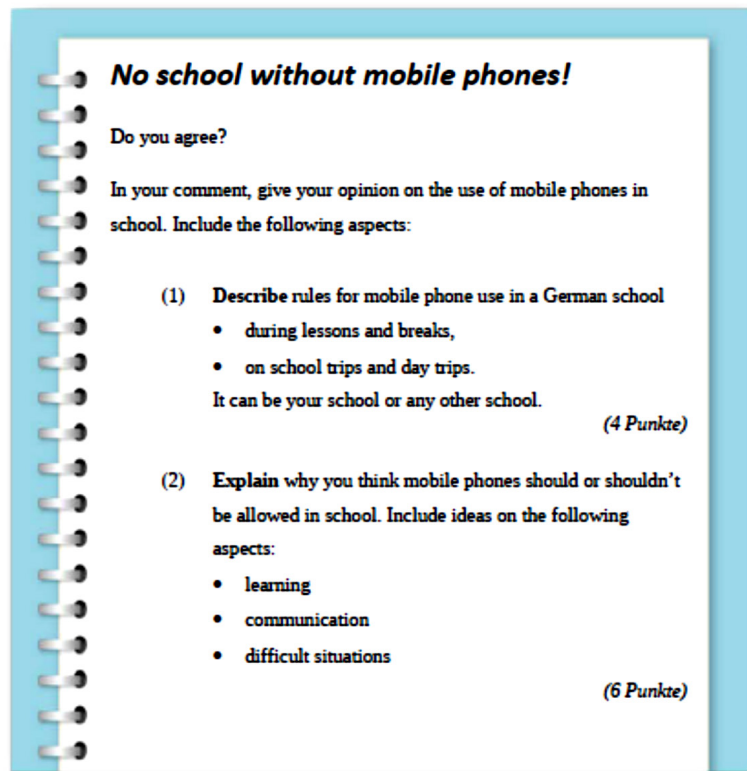 No school without mobile phones!
Do you agree?
In your comment, give your opinion on the use of mobile phones in
school. Include the following aspects:
(1) Describe rules for mobile phone use in a German school
• during lessons and breaks,
• on school trips and day trips.
It can be your school or any other school.
(4 Punkte)
(2) Explain why you think mobile phones should or shouldn't
be allowed in school. Include ideas on the following
aspects:
• learning
• communication
• difficult situations
(6 Punkte)